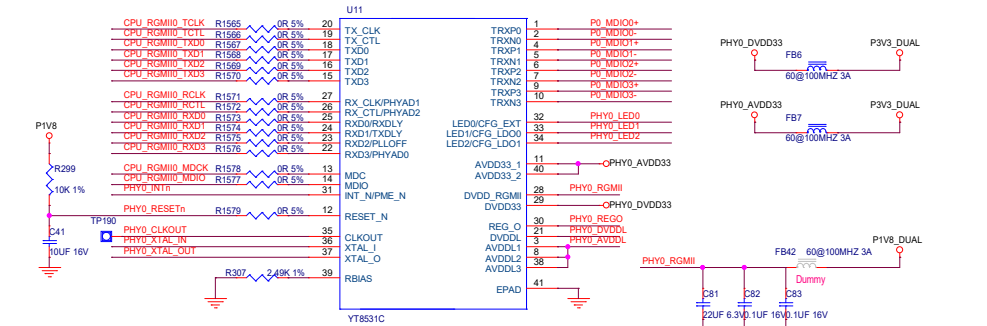 U11
CPU_RGMII0_TCLK R1565 0R 5% 20 TX_CLK TRXP0 1 P0_MDIO0+
CPU_RGMII0_TCTL R1566 0R 5% 19 TX_CTL TRXN0 2 P0_MDIO0-
CPU_RGMII0_TXD0 R1567 0R 5% 18 TXD0 TRXP1 4 P0_MDIO1+
CPU_RGMII0_TXD1 R1568 0R 5% 17 TXD1 TRXN1 5 P0_MDIO1-
CPU_RGMII0_TXD2 R1569 0R 5% 16 TXD2 TRXP2 6 P0_MDIO2+
CPU_RGMII0_TXD3 R1570 0R 5% 15 TXD3 TRXN2 7 P0_MDIO2-
TRXP3 9 P0_MDIO3+
TRXN3 10 P0_MDIO3-
PHY0_DVDD33 P3V3_DUAL
FB6
60@100MHZ 3A
CPU_RGMII0_RCLK R1571 0R 5% 27 RX_CLK/PHYAD1
CPU_RGMII0_RCTL R1572 0R 5% 26 RX_CTL/PHYAD2
CPU_RGMII0_RXD0 R1573 0R 5% 25 RXD0/RXDLY LED0/CFG_EXT 32 PHY0_LED0
CPU_RGMII0_RXD1 R1574 0R 5% 24 RXD1/TXDLY LED1/CFG_LDO0 33 PHY0_LED1
CPU_RGMII0_RXD2 R1575 0R 5% 23 RXD2/PLLOFF LED2/CFG_LDO1 34 PHY0_LED2
CPU_RGMII0_RXD3 R1576 0R 5% 22 RXD3/PHYAD0
PHY0_AVDD33 P3V3_DUAL
FB7
60@100MHZ 3A
P1V8
R299
10K 1%
AVDD33_1 11 PHY0_AVDD33
AVDD33_2 40
CPU_RGMII0_MDCK R1578 0R 5% 13 MDC
CPU_RGMII0_MDIO R1577 0R 5% 14 MDIO
PHY0_INTn 31 INT_N/PME_N
DVDD_RGMII 28 PHY0_RGMII
DVDD33 29 PHY0_DVDD33
PHY0_RESETn R1579 0R 5% 12 RESET_N
C41
10UF 16V
TP190
REG_O 30 PHY0_REGO
DVDDL 21 PHY0_DVDDL
AVDDL1 3 PHY0_AVDDL
AVDDL2 8
AVDDL3 38
PHY0_CLKOUT 35 CLKOUT
PHY0_XTAL_IN 36 XTAL_I
PHY0_XTAL_OUT 37 XTAL_O
R307 2.49K 1% 39 RBIAS
EPAD 41
YT8531C
P1V8_DUAL
PHY0_RGMII FB42 60@100MHZ 3A
Dummy
C81 C82 C83
22UF 6.3V 0.1UF 16V 0.1UF 16V